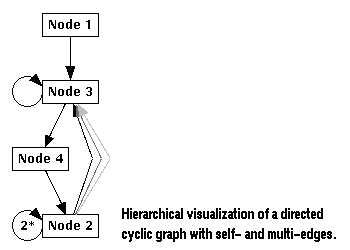 Node 1
Node 3
Node 4
2*
Node 2
Hierarchical visualization of a directed
cyclic graph with self- and multi-edges.